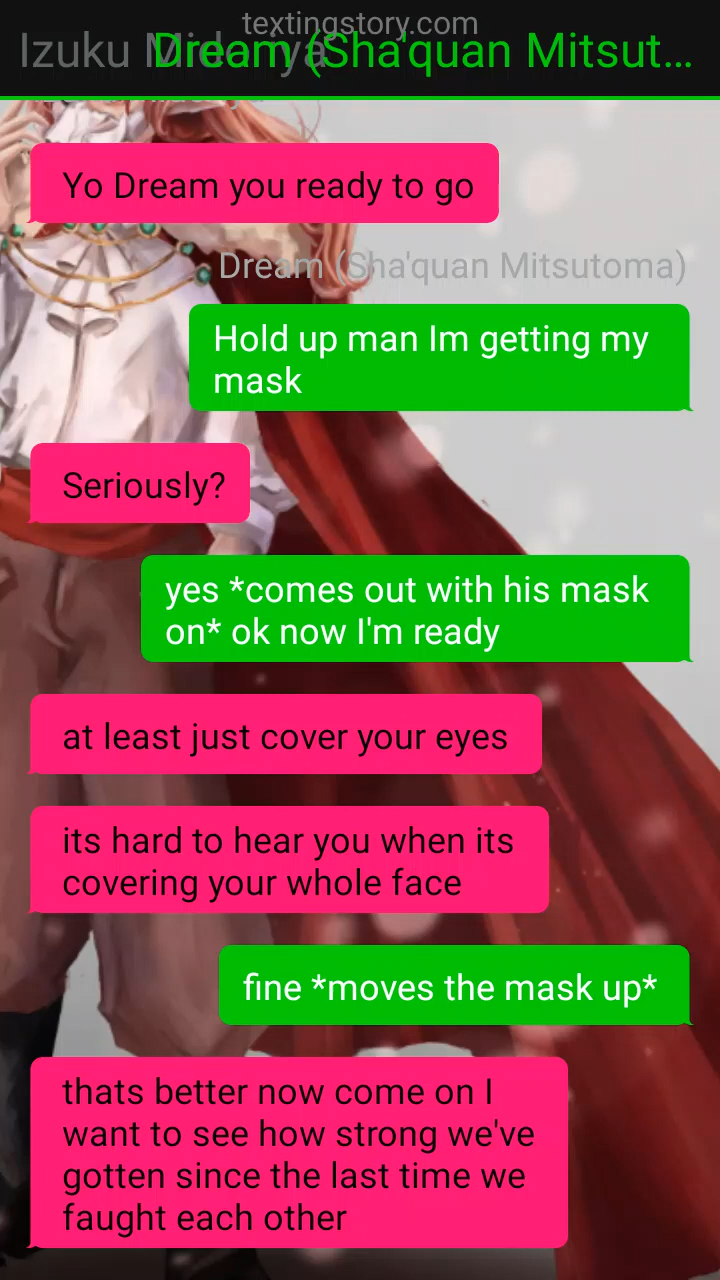 textingstory.com
Izuku Midoriya
Dream (Sha'quan Mitsut...
Yo Dream you ready to go
Dream (Sha'quan Mitsutoma)
Hold up man Im getting my
mask
Seriously?
yes *comes out with his mask
on* ok now I'm ready
at least just cover your eyes
its hard to hear you when its
covering your whole face
fine *moves the mask up*
thats better now come on I
want to see how strong we've
gotten since the last time we
faught each other